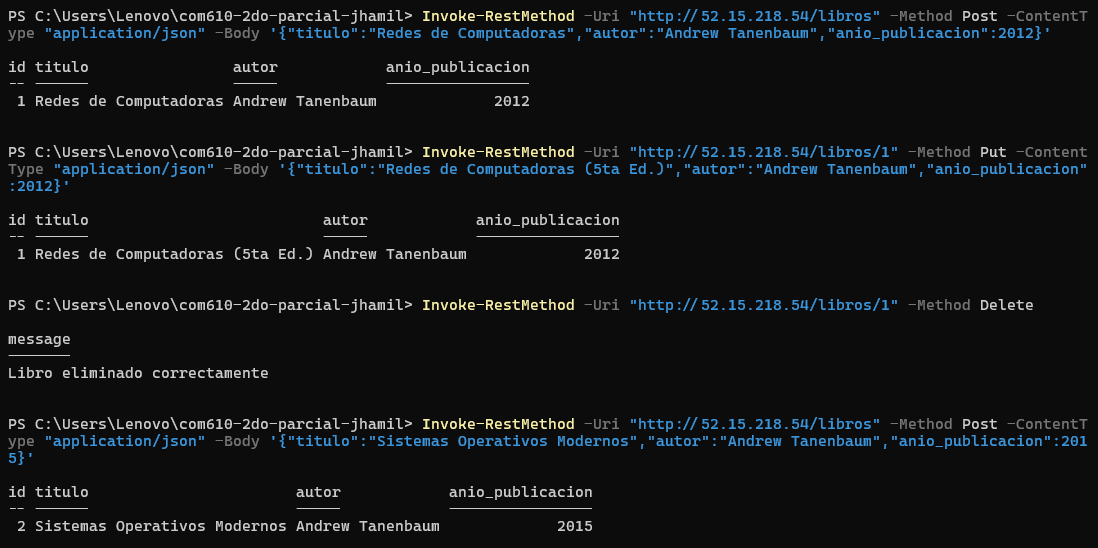 PS C:\Users\Lenovo\com610-2do-parcial-jhamil> Invoke-RestMethod -Uri "http://52.15.218.54/libros" -Method Post -ContentT
ype "application/json" -Body '{"titulo":"Redes de Computadoras","autor":"Andrew Tanenbaum","anio_publicacion":2012}'
id titulo autor anio_publicacion
-- ------ ----- ----------------
1 Redes de Computadoras Andrew Tanenbaum 2012
PS C:\Users\Lenovo\com610-2do-parcial-jhamil> Invoke-RestMethod -Uri "http://52.15.218.54/libros/1" -Method Put -Content
Type "application/json" -Body '{"titulo":"Redes de Computadoras (5ta Ed.)","autor":"Andrew Tanenbaum","anio_publicacion"
:2012}'
id titulo autor anio_publicacion
-- ------ ----- ----------------
1 Redes de Computadoras (5ta Ed.) Andrew Tanenbaum 2012
PS C:\Users\Lenovo\com610-2do-parcial-jhamil> Invoke-RestMethod -Uri "http://52.15.218.54/libros/1" -Method Delete
message
-------
Libro eliminado correctamente
PS C:\Users\Lenovo\com610-2do-parcial-jhamil> Invoke-RestMethod -Uri "http://52.15.218.54/libros" -Method Post -ContentT
ype "application/json" -Body '{"titulo":"Sistemas Operativos Modernos","autor":"Andrew Tanenbaum","anio_publicacion":201
5}'
id titulo autor anio_publicacion
-- ------ ----- ----------------
2 Sistemas Operativos Modernos Andrew Tanenbaum 2015